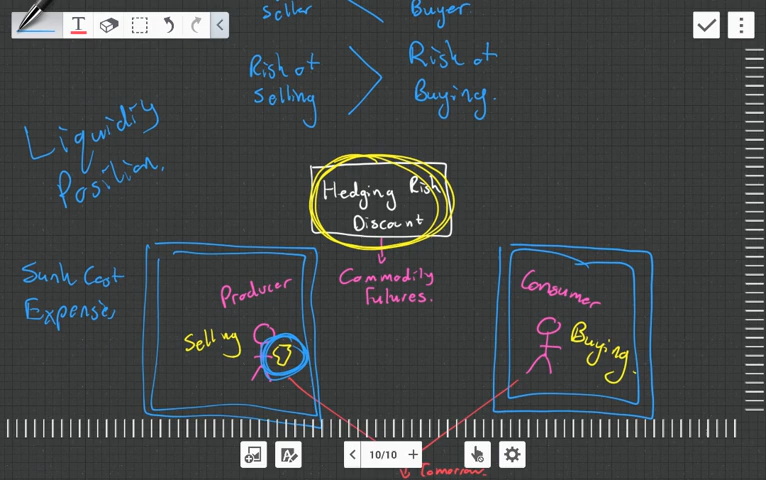 T
seller > Buyer
Risk of
Selling > Risk of
Buying.
Liquidity
Position.
Hedging Risk
Discount
Commodity
Futures.
Sunk Cost
Expenses
Producer
Selling
Consumer
Buying.
10/10
Tomorrow.